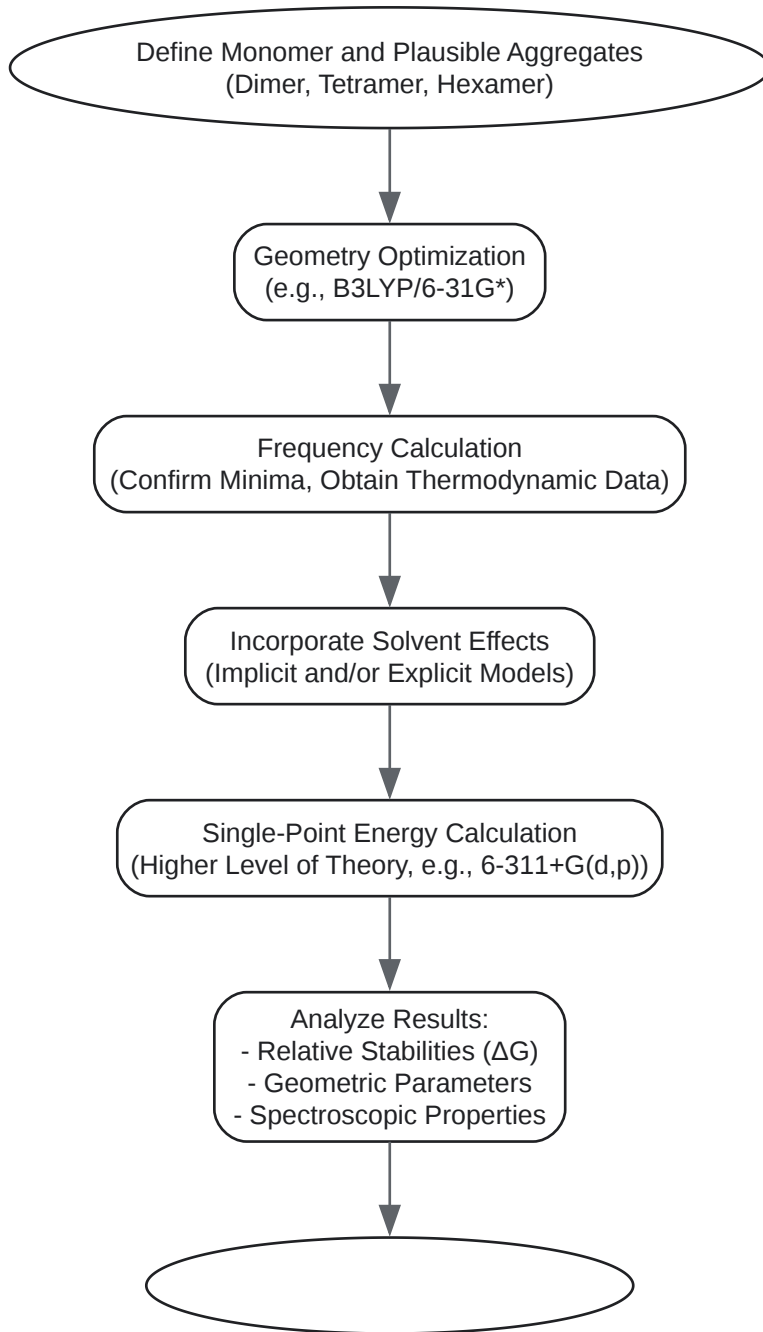 Define Monomer and Plausible Aggregates
(Dimer, Tetramer, Hexamer)
Geometry Optimization
(e.g., B3LYP/6-31G*)
Frequency Calculation
(Confirm Minima, Obtain Thermodynamic Data)
Incorporate Solvent Effects
(Implicit and/or Explicit Models)
Single-Point Energy Calculation
(Higher Level of Theory, e.g., 6-311+G(d,p))
Analyze Results:
- Relative Stabilities (ΔG)
- Geometric Parameters
- Spectroscopic Properties